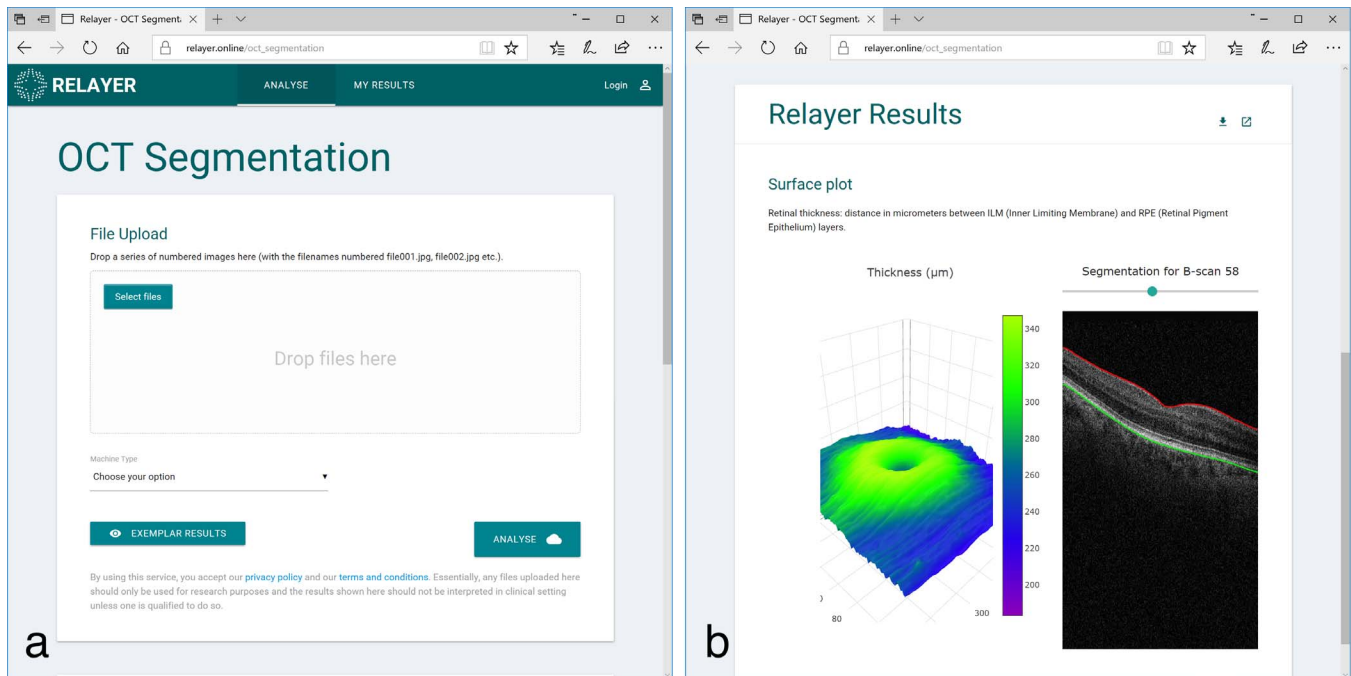 Relayer - OCT Segment
relayer.online/oct_segmentation
RELAYER
ANALYSE
MY RESULTS
Login
OCT Segmentation
File Upload
Drop a series of numbered images here (with the filenames numbered file001.jpg, file002.jpg etc.).
Select files
Drop files here
Machine Type
Choose your option
EXEMPLAR RESULTS
ANALYSE
By using this service, you accept our privacy policy and our terms and conditions. Essentially, any files uploaded here
should only be used for research purposes and the results shown here should not be interpreted in clinical setting
unless one is qualified to do so.
a
Relayer - OCT Segment
relayer.online/oct_segmentation
Relayer Results
Surface plot
Retinal thickness: distance in micrometers between ILM (Inner Limiting Membrane) and RPE (Retinal Pigment
Epithelium) layers.
Thickness (μm)
Segmentation for B-scan 58
340
320
300
280
260
240
220
200
80
300
b